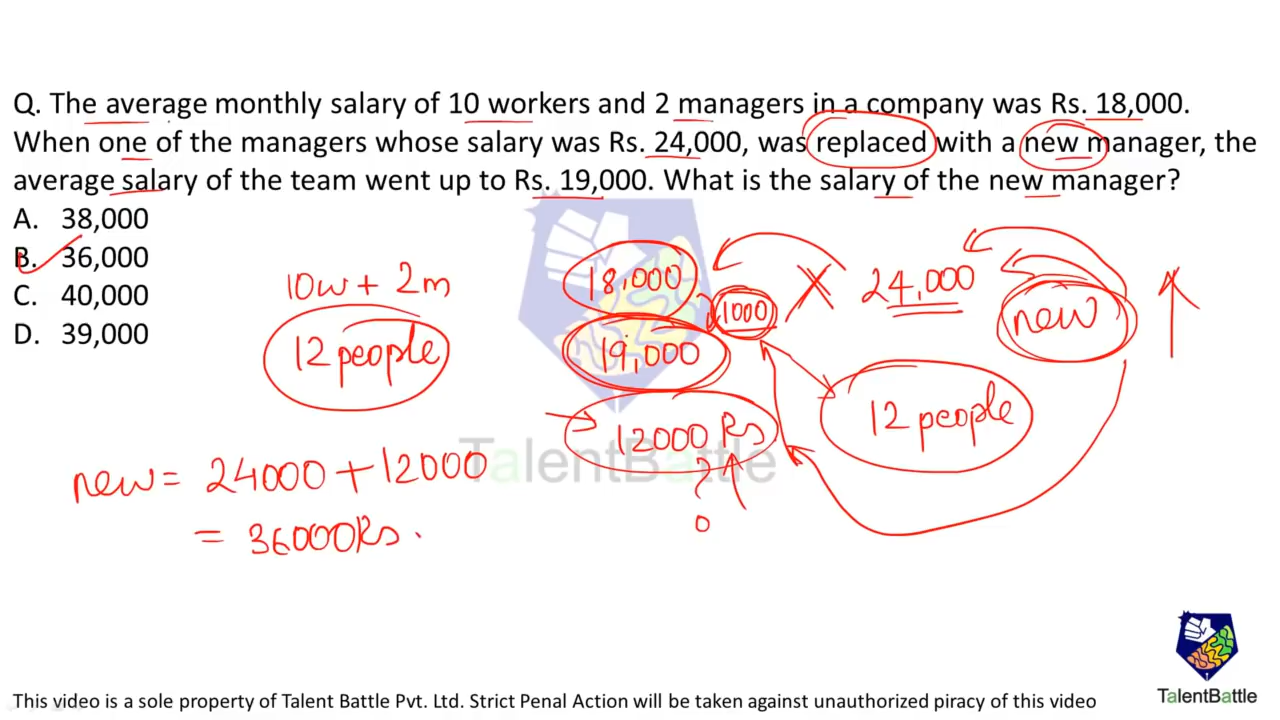 Q. The average monthly salary of 10 workers and 2 managers in a company was Rs. 18,000.
When one of the managers whose salary was Rs. 24,000, was replaced with a new manager, the
average salary of the team went up to Rs. 19,000. What is the salary of the new manager?
A. 38,000
B. 36,000
C. 40,000
D. 39,000
10w + 2m
12 people
18,000
1000
19,000
24,000
new
12000 Rs
?
12 people
new = 24000 + 12000
= 36000Rs.
TalentBattle
TalentBattle
This video is a sole property of Talent Battle Pvt. Ltd. Strict Penal Action will be taken against unauthorized piracy of this video